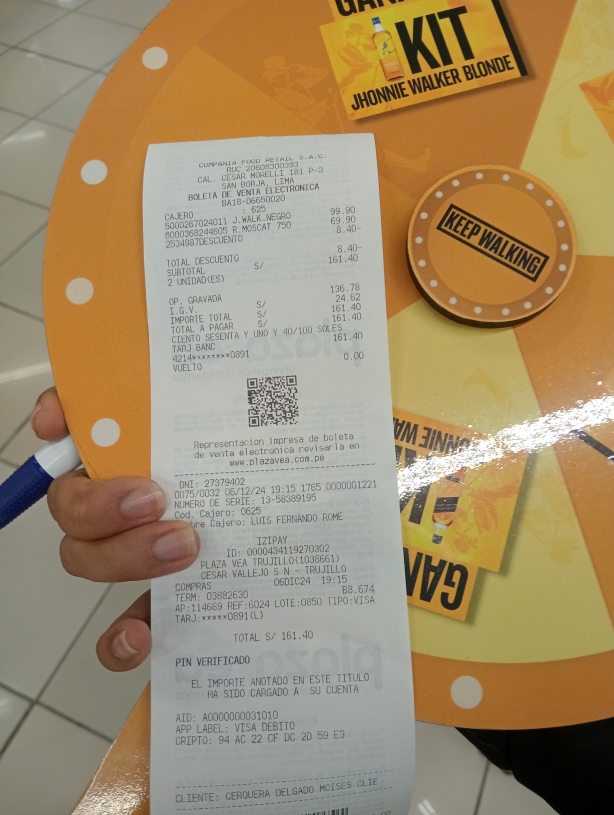 KIT
JHONNIE WALKER BLONDE
KEEP WALKING
COMPANIA FOOD RETAIL S.A.C.
RUC 20608300393
CAL. CESAR MORELLI 181 P-3
SAN BORJA, LIMA
BOLETA DE VENTA ELECTRONICA
BA18-06650020
CAJERO : 625
5000267024011 J.WALK.NEGRO 99.90
8000368244605 R.MOSCAT 750 69.90
2534987DESCUENTO 8.40-
TOTAL DESCUENTO 8.40-
SUBTOTAL S/ 161.40
2 UNIDAD(ES)
OP. GRAVADA 136.78
I.G.V. S/ 24.62
IMPORTE TOTAL S/ 161.40
TOTAL A PAGAR S/ 161.40
CIENTO SESENTA Y UNO Y 40/100 SOLES
TARJ BANC 161.40
4214********0891
VUELTO 0.00
Representacion impresa de boleta
de venta electronica revisarla en
www.plazavea.com.pe
DNI: 27379402
0075/0032 06/12/24 19:15 1765 0000001221
NUMERO DE SERIE: 13-58389195
Cod. Cajero: 0625
bre Cajero: LUIS FERNANDO ROME
IZIPAY
ID: 0000434119270302
PLAZA VEA TRUJILLO(1038661)
CESAR VALLEJO S N - TRUJILLO
COMPRAS 06DIC24 19:15
TERM: 03882630 B8.674
AP:114669 REF:6024 LOTE:0850 TIPO:VISA
TARJ:*****0891(L)
TOTAL S/ 161.40
PIN VERIFICADO
EL IMPORTE ANOTADO EN ESTE TITULO
HA SIDO CARGADO A SU CUENTA
AID: A0000000031010
APP LABEL: VISA DEBITO
CRIPTO: 94 AC 22 CF DC 2D 59 E3
CLIENTE: CERQUERA DELGADO MOISES CLIE
GAN